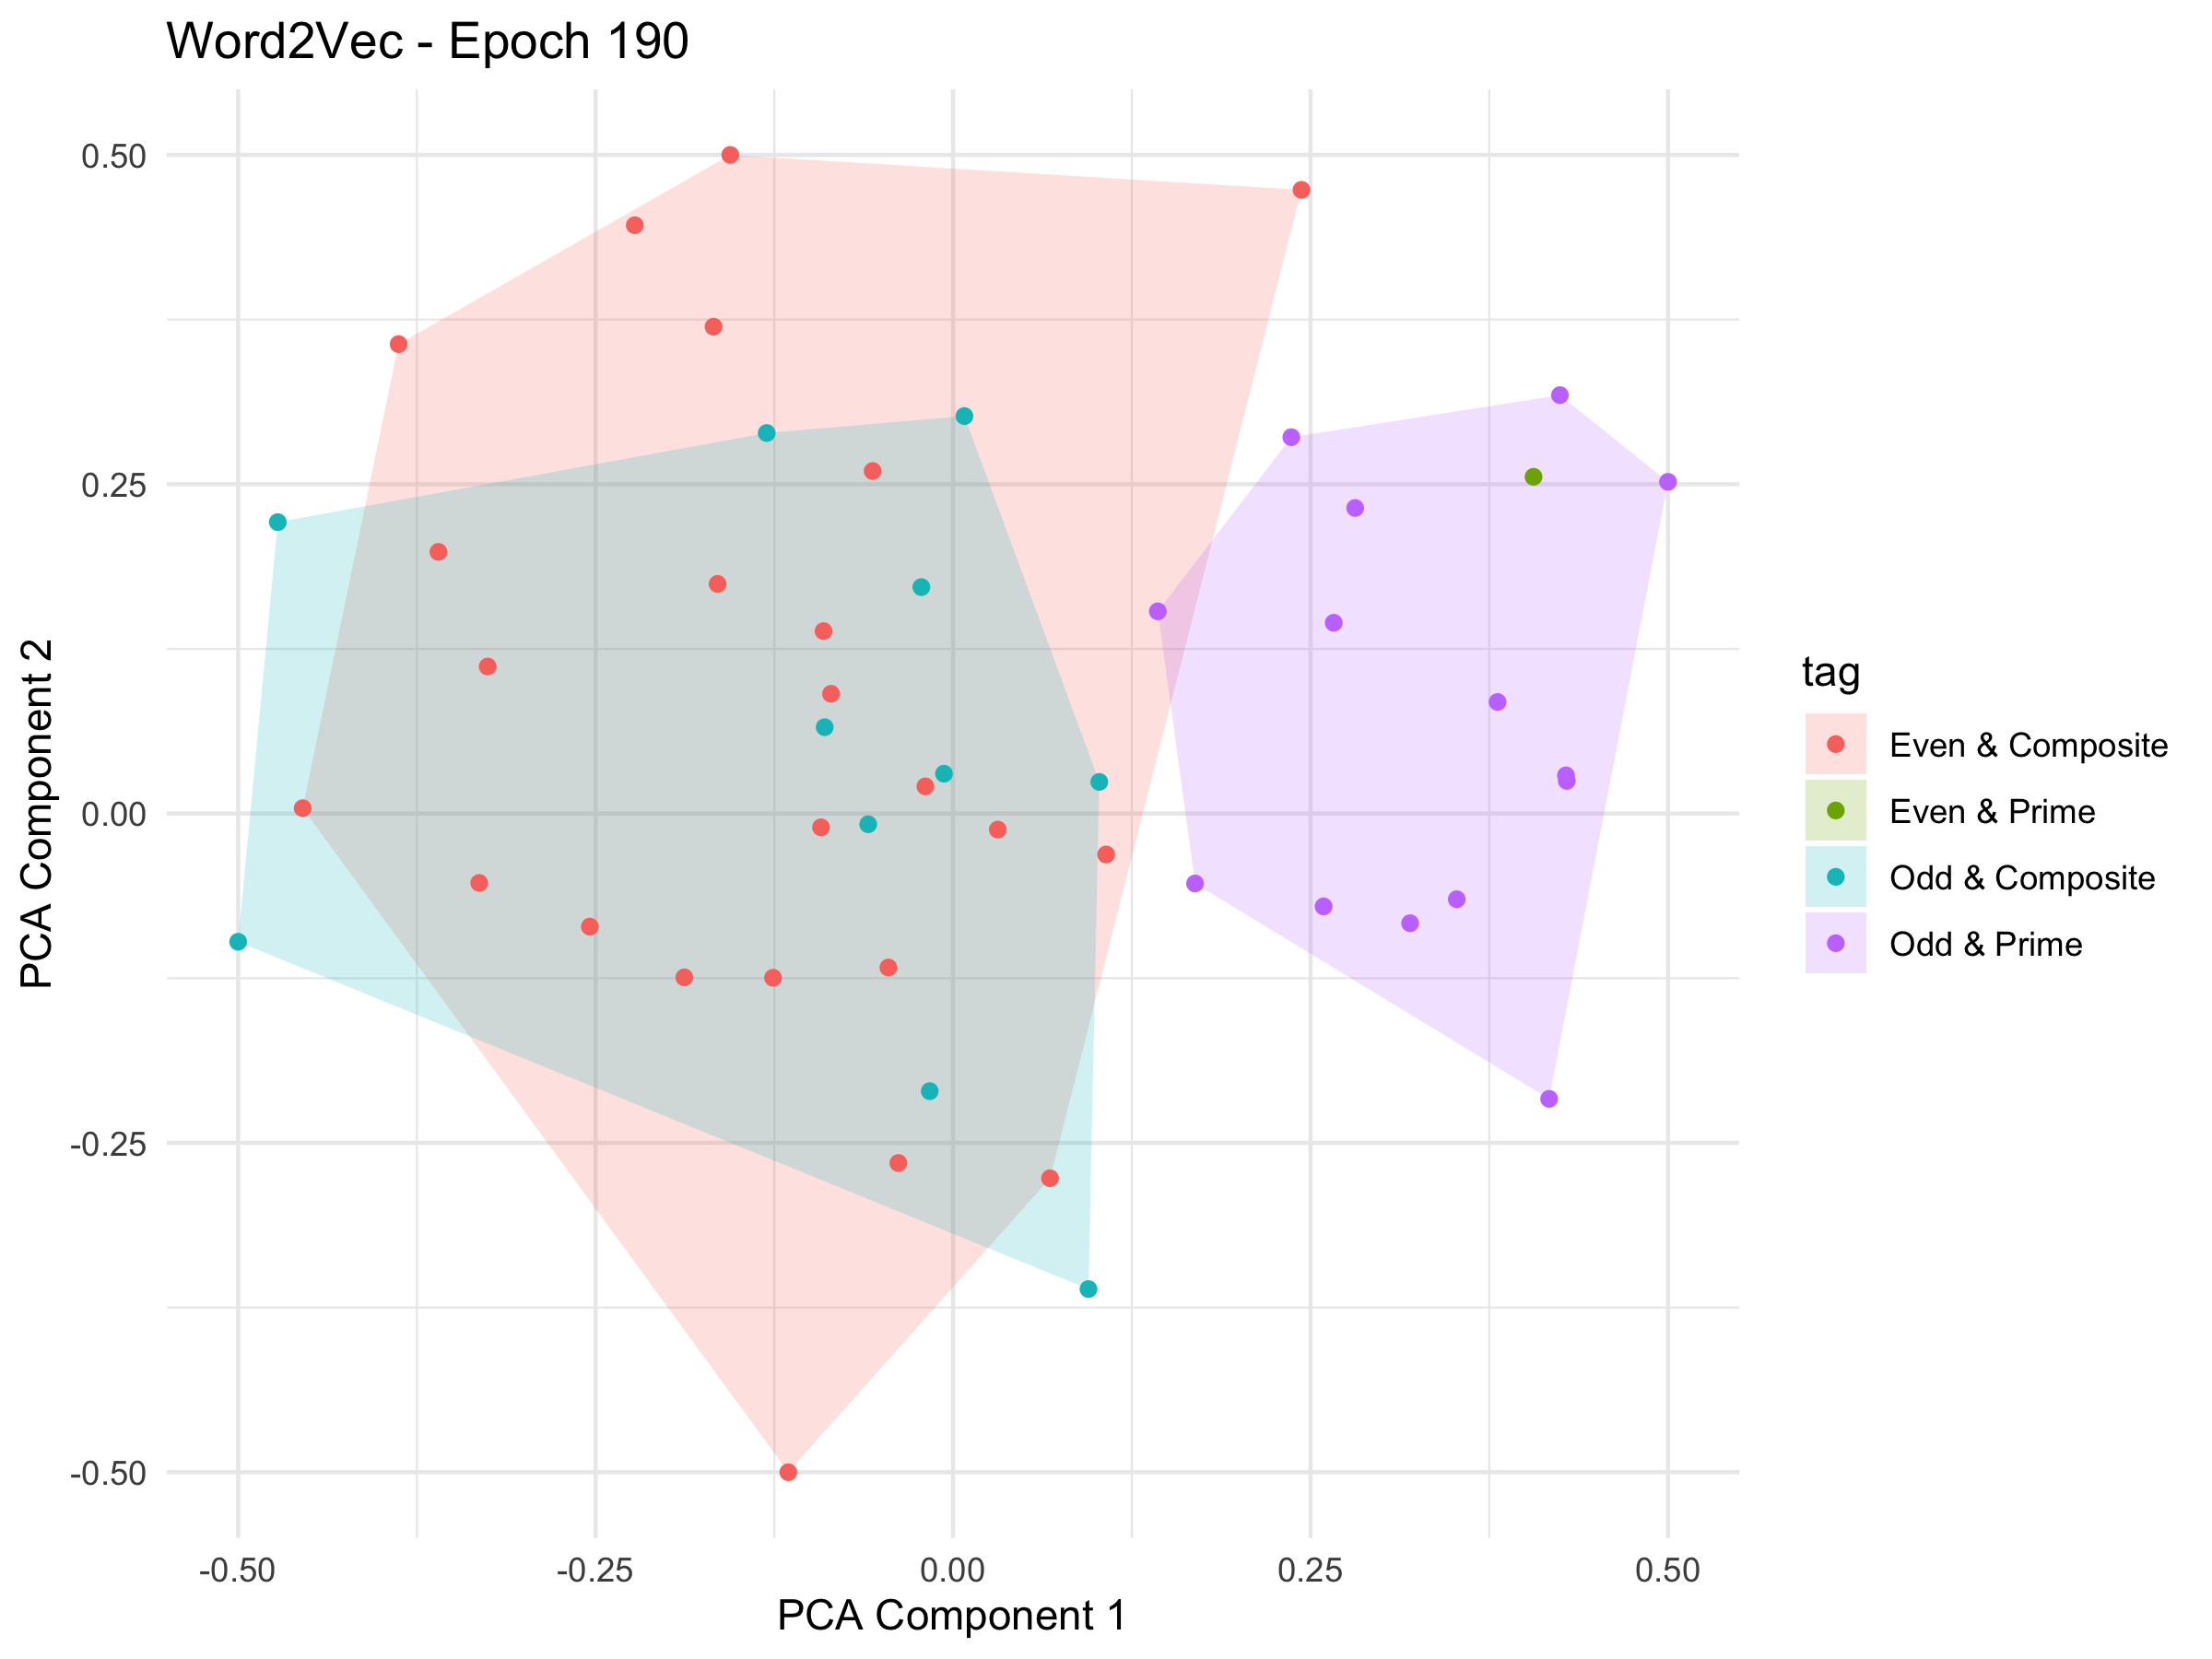 Word2Vec - Epoch 190
PCA Component 2
0.50
0.25
0.00
-0.25
-0.50
-0.50
-0.25
0.00
0.25
0.50
PCA Component 1
tag
Even & Composite
Even & Prime
Odd & Composite
Odd & Prime